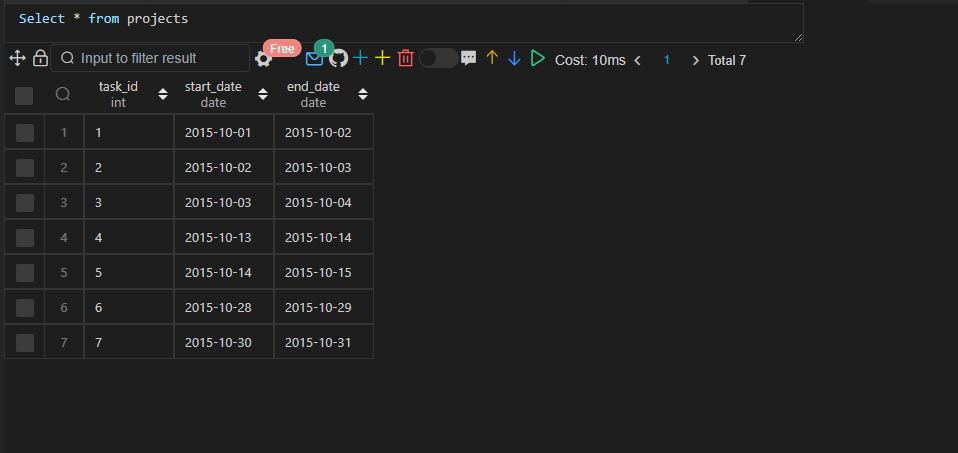 Select * from projects
Input to filter result Free 1 Cost: 10ms 1 Total 7
task_id start_date end_date
int date date
1 1 2015-10-01 2015-10-02
2 2 2015-10-02 2015-10-03
3 3 2015-10-03 2015-10-04
4 4 2015-10-13 2015-10-14
5 5 2015-10-14 2015-10-15
6 6 2015-10-28 2015-10-29
7 7 2015-10-30 2015-10-31